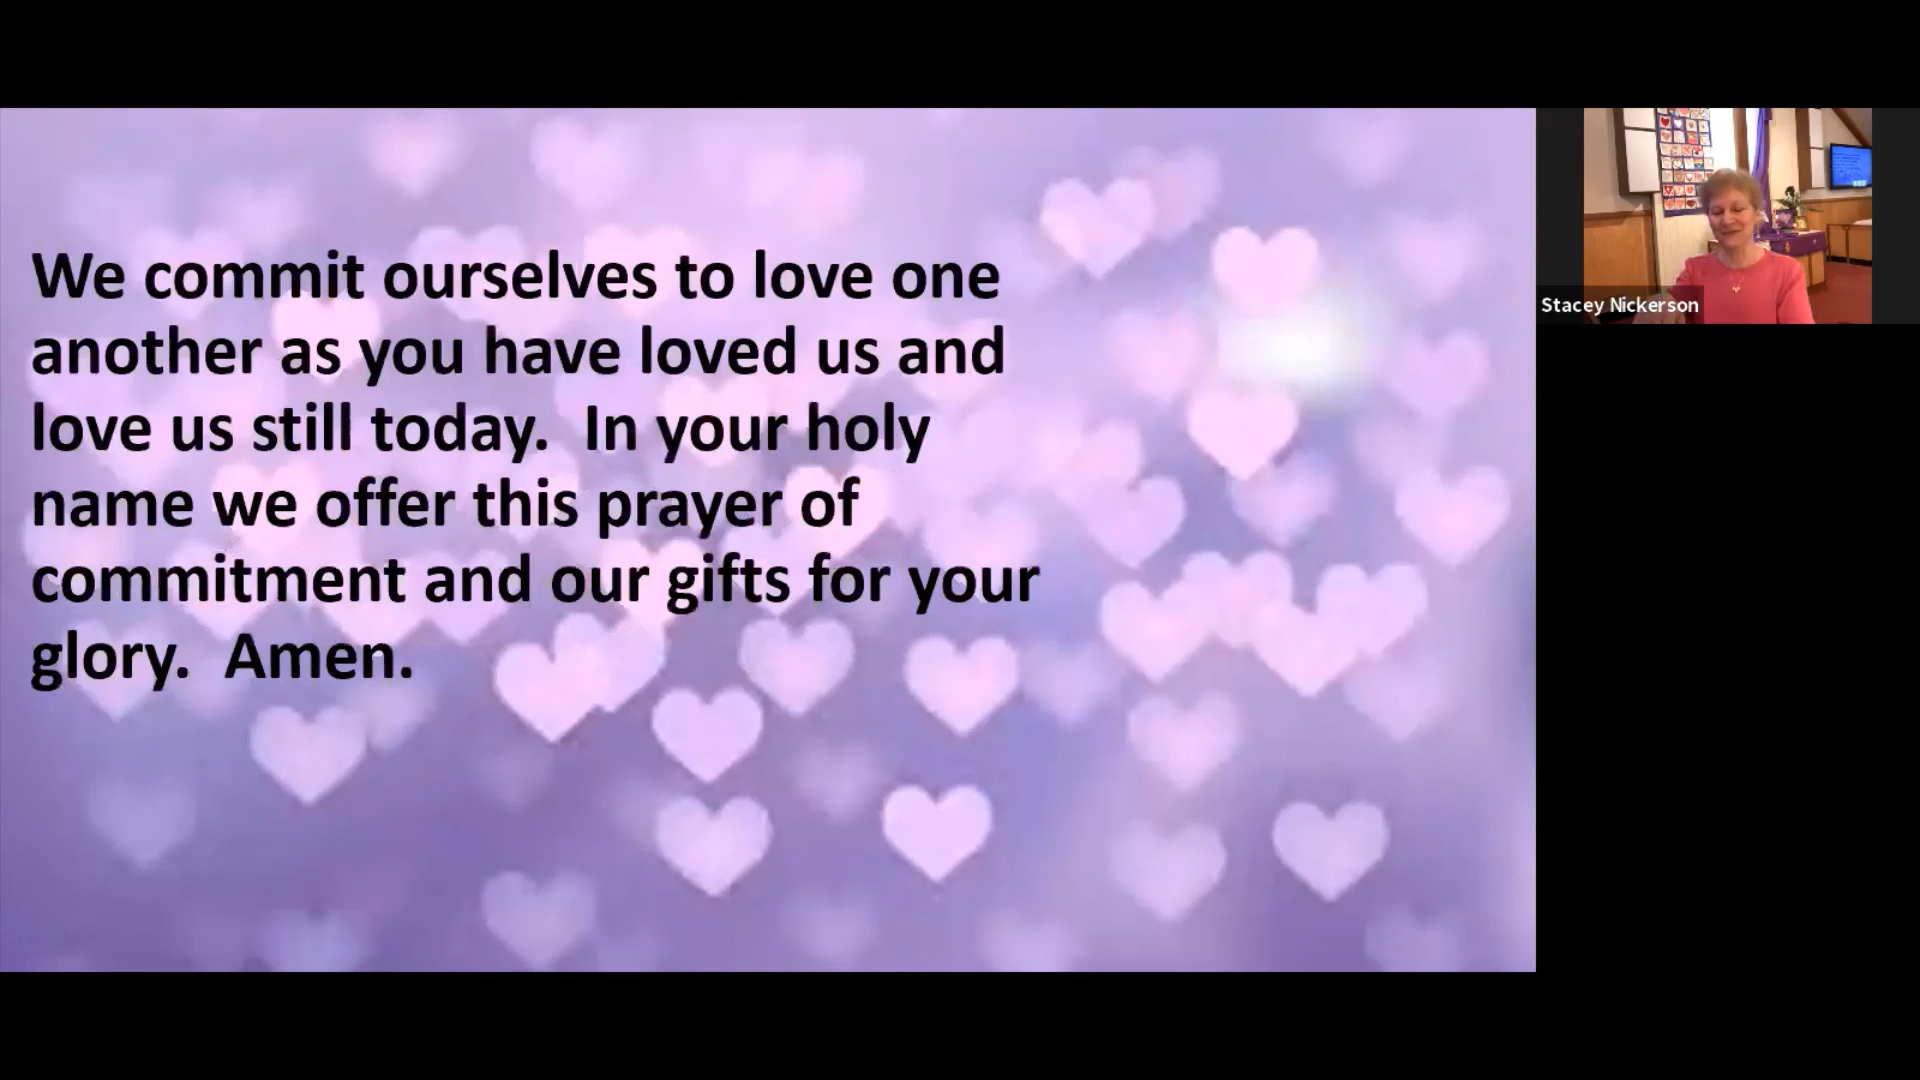 We commit ourselves to love one
another as you have loved us and
love us still today.  In your holy
name we offer this prayer of
commitment and our gifts for your
glory.  Amen.
Stacey Nickerson